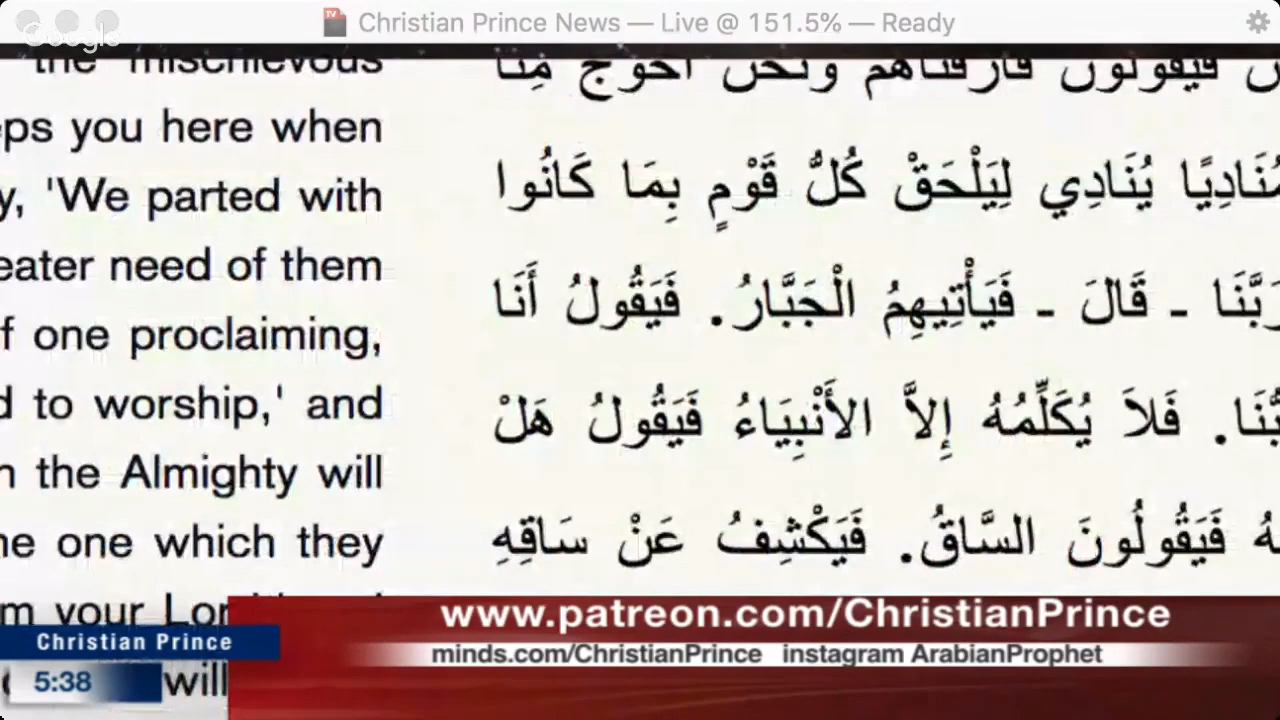 Christian Prince News — Live @ 151.5% — Ready
Google
the mischievous
eps you here when
y, 'We parted with
eater need of them
f one proclaiming,
d to worship,' and
n the Almighty will
ne one which they
m your Lor
will
فيقولون فارقناهم ونحن أحوج منا
مُنَادِيًا يُنَادِي لِيَلْحَقْ كُلُّ قَوْمٍ بِمَا كَانُوا
رَبَّنَا ـ قَالَ ـ فَيَأْتِيهِمُ الْجَبَّارُ. فَيَقُولُ أَنَا
بُّنَا. فَلاَ يُكَلِّمُهُ إِلاَّ الأَنْبِيَاءُ فَيَقُولُ هَلْ
هُ فَيَقُولُونَ السَّاقُ. فَيَكْشِفُ عَنْ سَاقِهِ
www.patreon.com/ChristianPrince
minds.com/ChristianPrince instagram ArabianProphet
Christian Prince
5:38